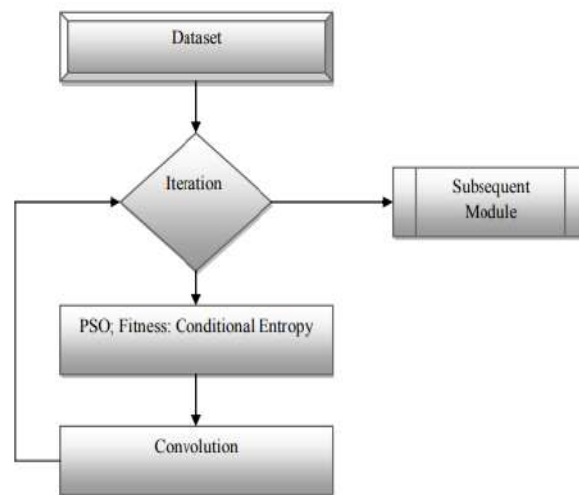 Dataset
Iteration
Subsequent
Module
PSO; Fitness: Conditional Entropy
Convolution